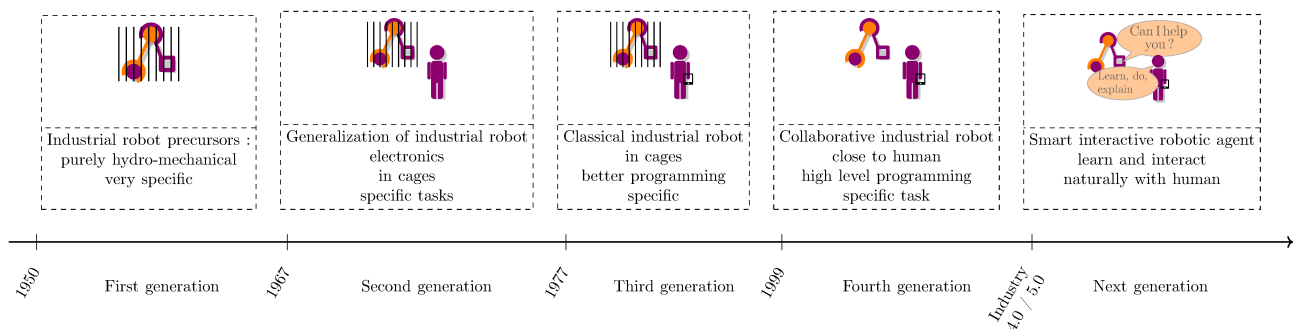 Can I help
you ?
Learn, do,
explain
Industrial robot precursors :
purely hydro-mechanical
very specific
Generalization of industrial robot
electronics
in cages
specific tasks
Classical industrial robot
in cages
better programming
specific
Collaborative industrial robot
close to human
high level programming
specific task
Smart interactive robotic agent
learn and interact
naturally with human
1950
First generation
1967
Second generation
1977
Third generation
1999
Fourth generation
Industry
4.0 / 5.0
Next generation